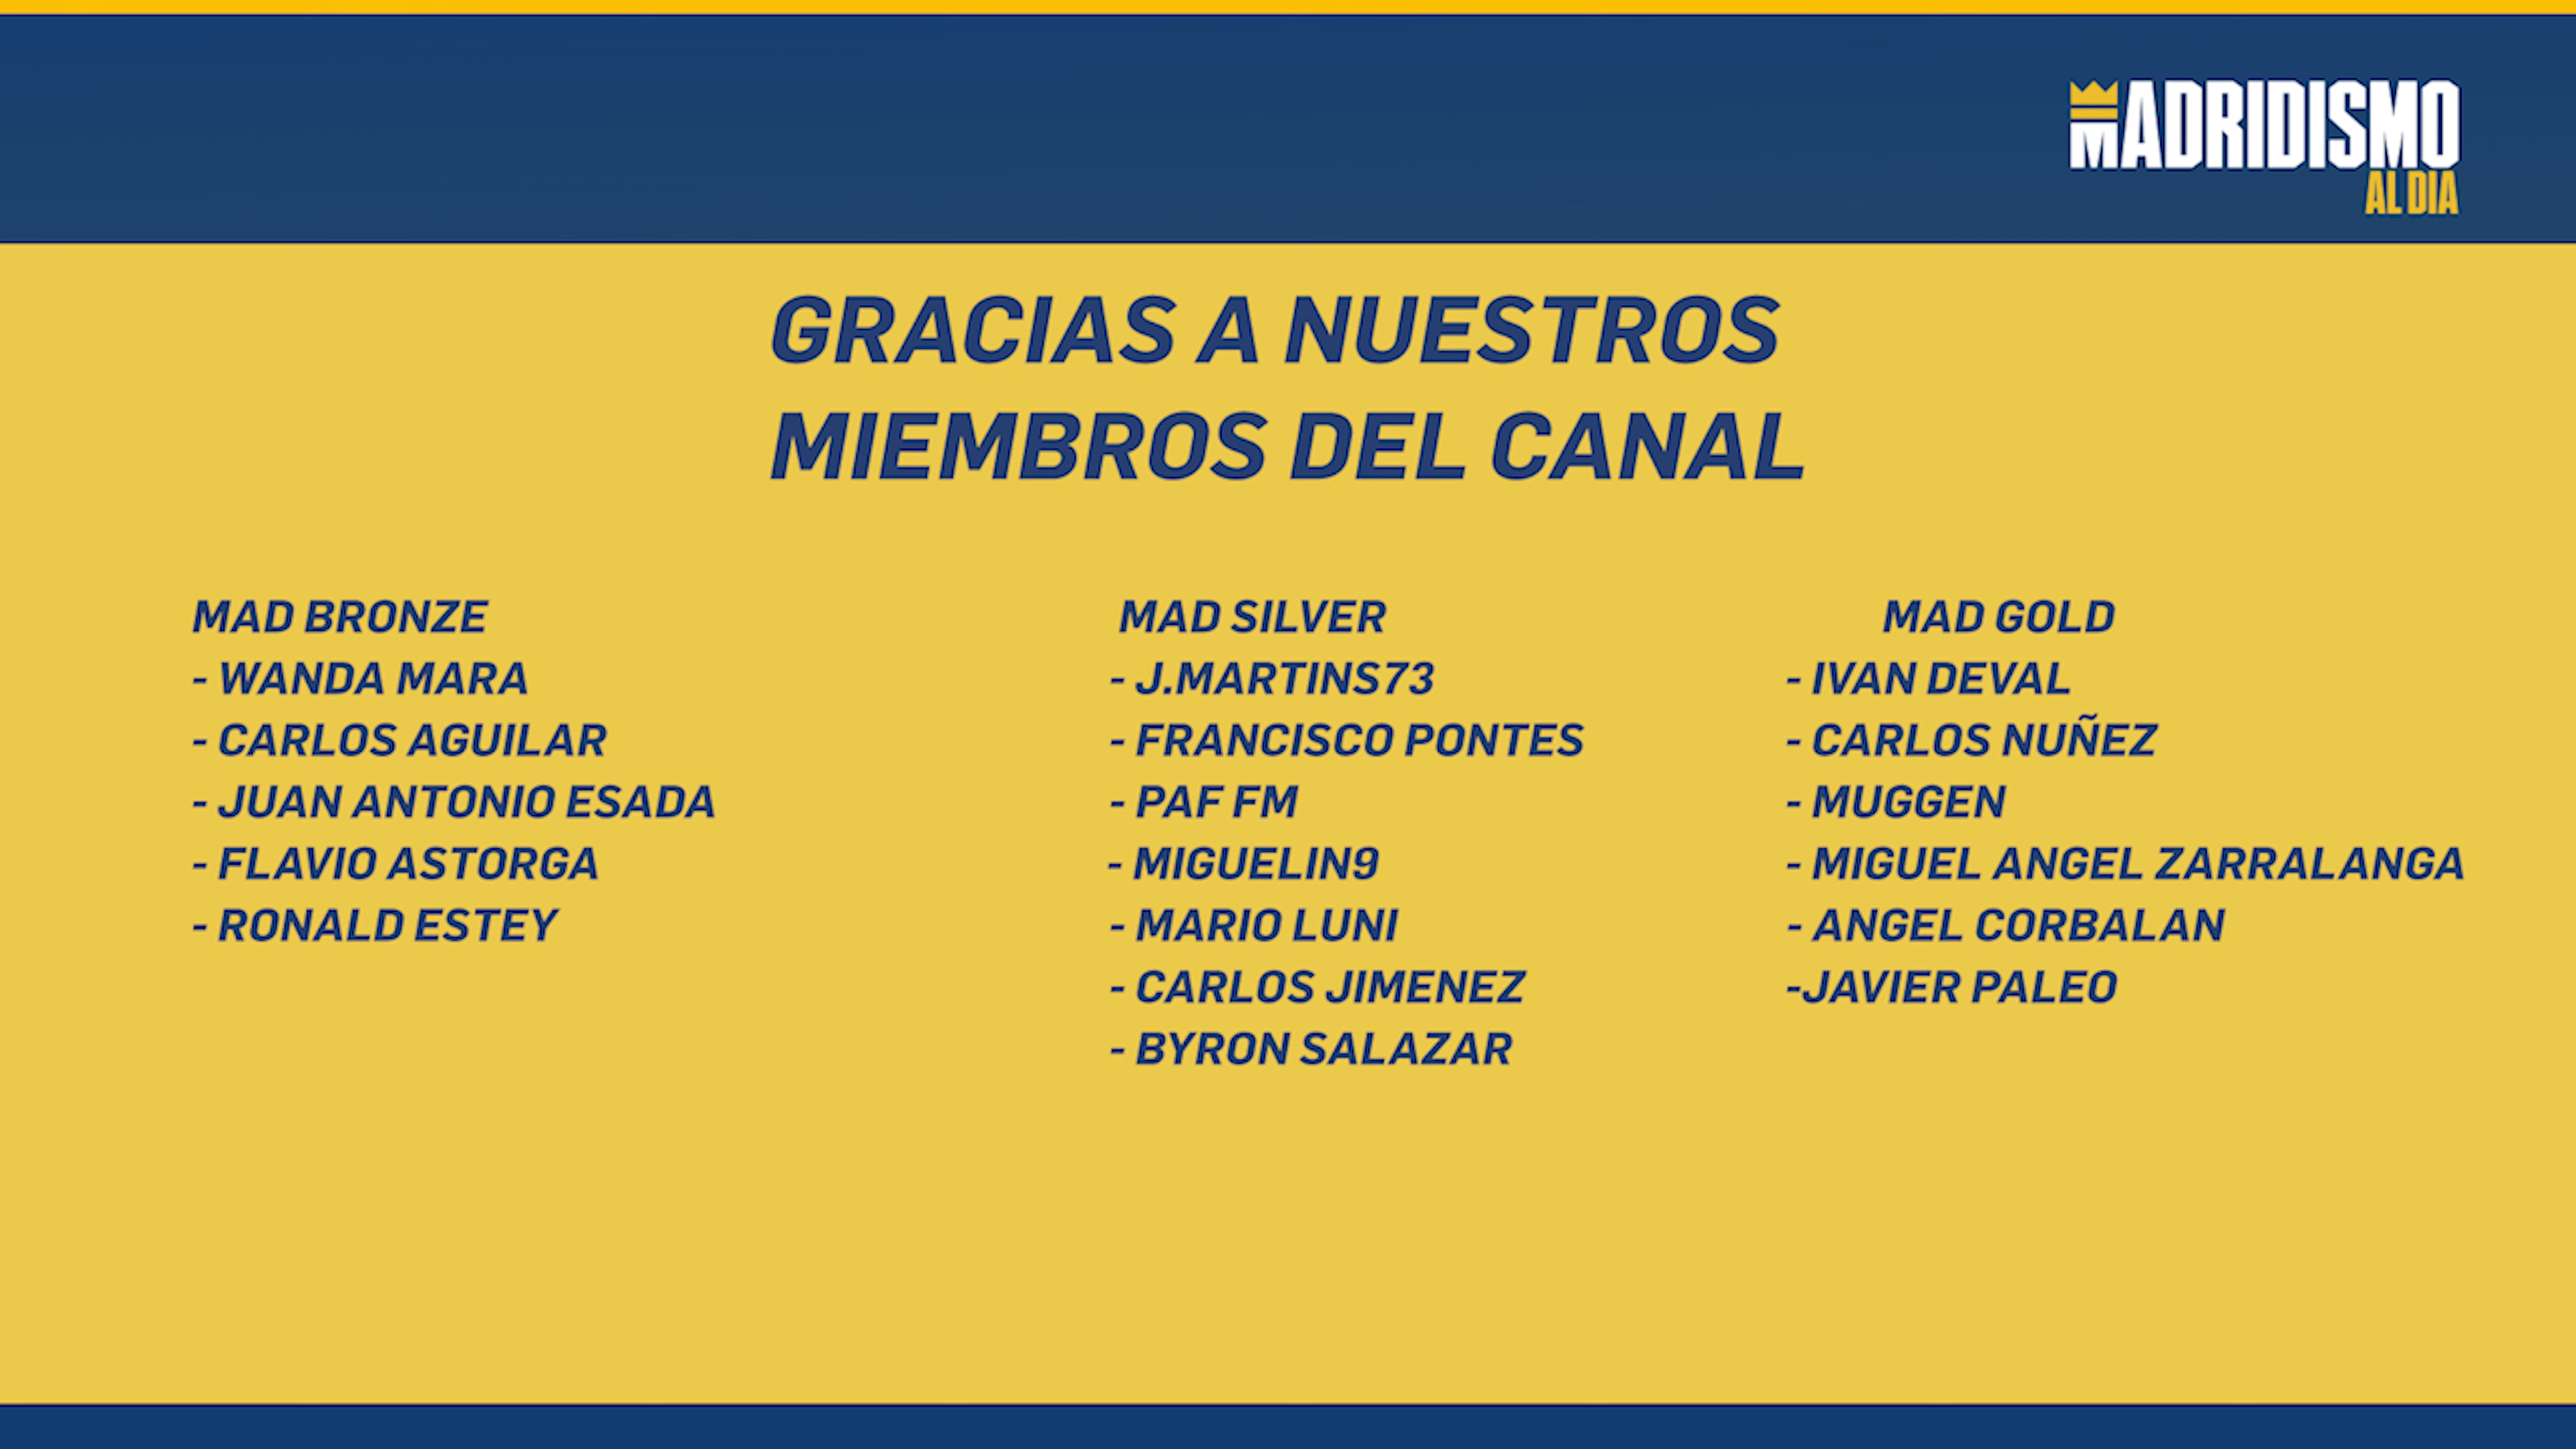 MADRIDISMO
AL DIA
GRACIAS A NUESTROS
MIEMBROS DEL CANAL
MAD BRONZE
- WANDA MARA
- CARLOS AGUILAR
- JUAN ANTONIO ESADA
- FLAVIO ASTORGA
- RONALD ESTEY
MAD SILVER
- J.MARTINS73
- FRANCISCO PONTES
- PAF FM
- MIGUELIN9
- MARIO LUNI
- CARLOS JIMENEZ
- BYRON SALAZAR
MAD GOLD
- IVAN DEVAL
- CARLOS NUÑEZ
- MUGGEN
- MIGUEL ANGEL ZARRALANGA
- ANGEL CORBALAN
-JAVIER PALEO